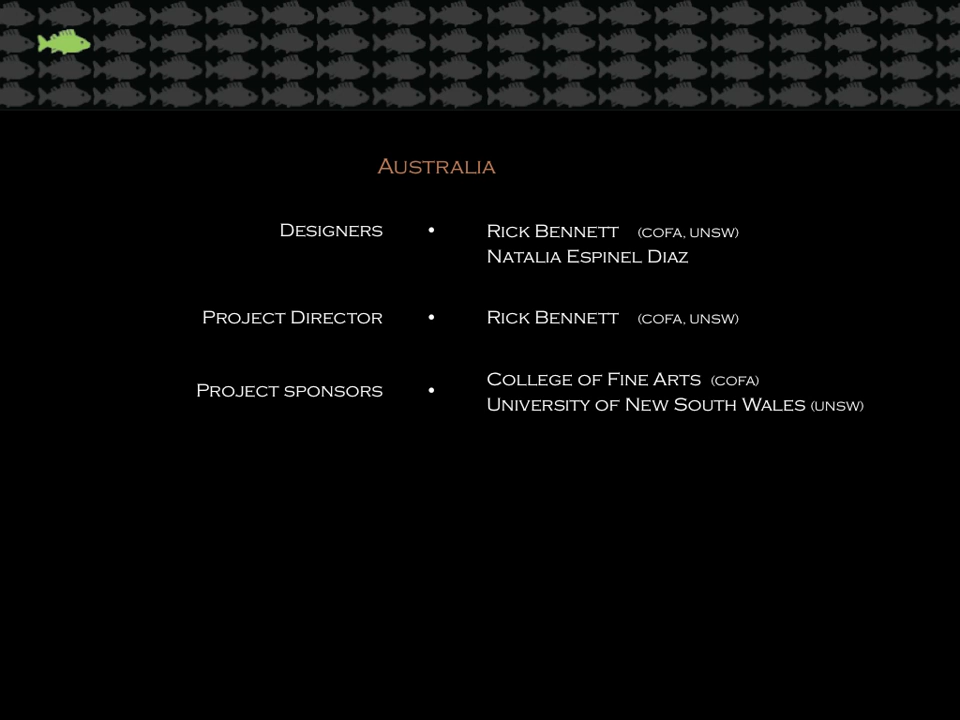 Australia
Designers • Rick Bennett (COFA, UNSW)
Natalia Espinel Diaz
Project Director • Rick Bennett (COFA, UNSW)
Project sponsors • College of Fine Arts (COFA)
University of New South Wales (UNSW)